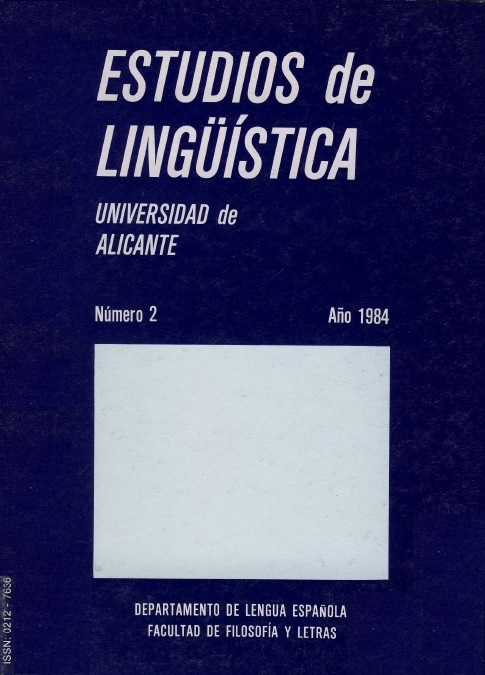 ESTUDIOS de
LINGÜÍSTICA
UNIVERSIDAD de
ALICANTE
Número 2 Año 1984
DEPARTAMENTO DE LENGUA ESPAÑOLA
FACULTAD DE FILOSOFÍA Y LETRAS
ISSN: 0212 - 7636